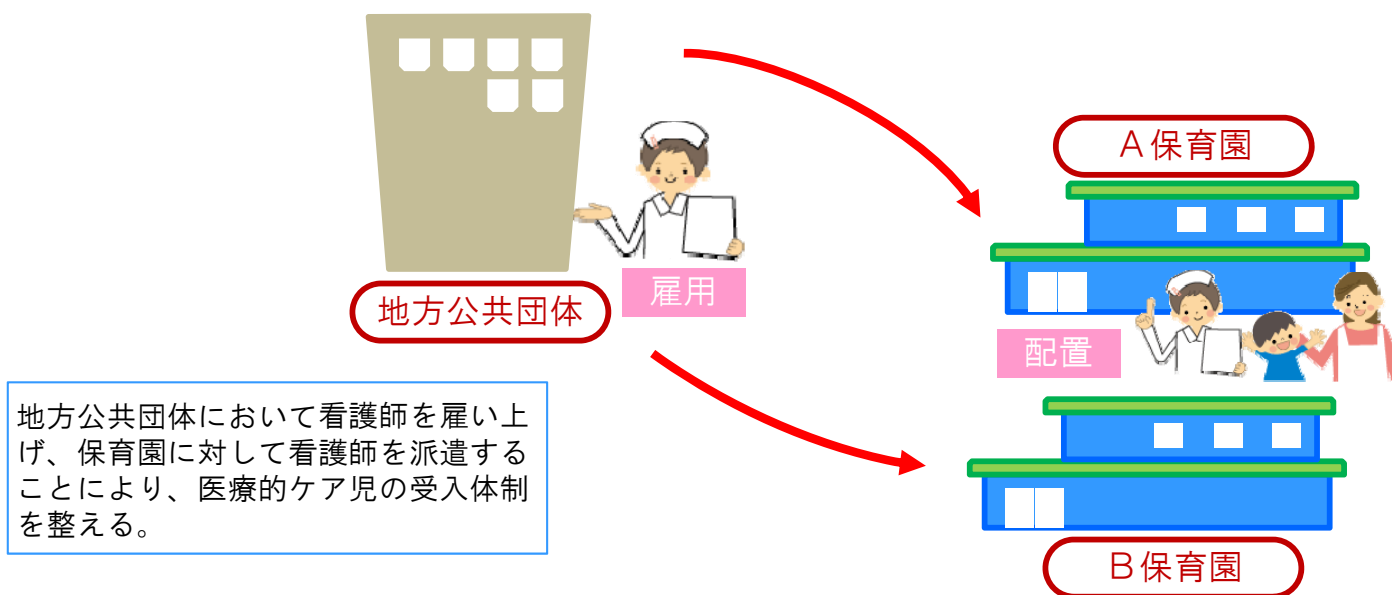 A保育園
雇用
地方公共団体
配置
地方公共団体において看護師を雇い上
げ、保育園に対して看護師を派遣する
ことにより、医療的ケア児の受入体制
を整える。
B保育園